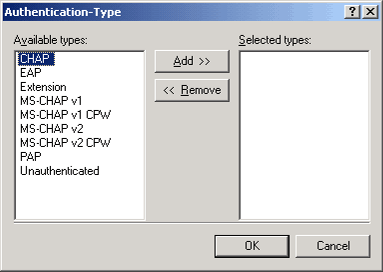 Authentication-Type
Available types:
Selected types:
CHAP
EAP
Extension
MS-CHAP v1
MS-CHAP v1 CPW
MS-CHAP v2
MS-CHAP v2 CPW
PAP
Unauthenticated
Add >>
<< Remove
OK
Cancel